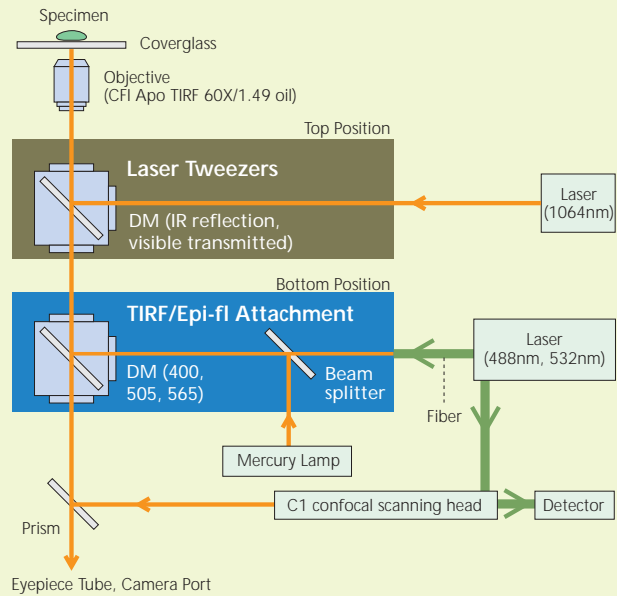 Specimen
Coverglass
Objective
(CFI Apo TIRF 60X/1.49 oil)
Top Position
Laser Tweezers
DM (IR reflection,
visible transmitted)
Laser
(1064nm)
Bottom Position
TIRF/Epi-fl Attachment
DM (400,
505, 565)
Beam
splitter
Laser
(488nm, 532nm)
Fiber
Mercury Lamp
C1 confocal scanning head
Detector
Prism
Eyepiece Tube, Camera Port